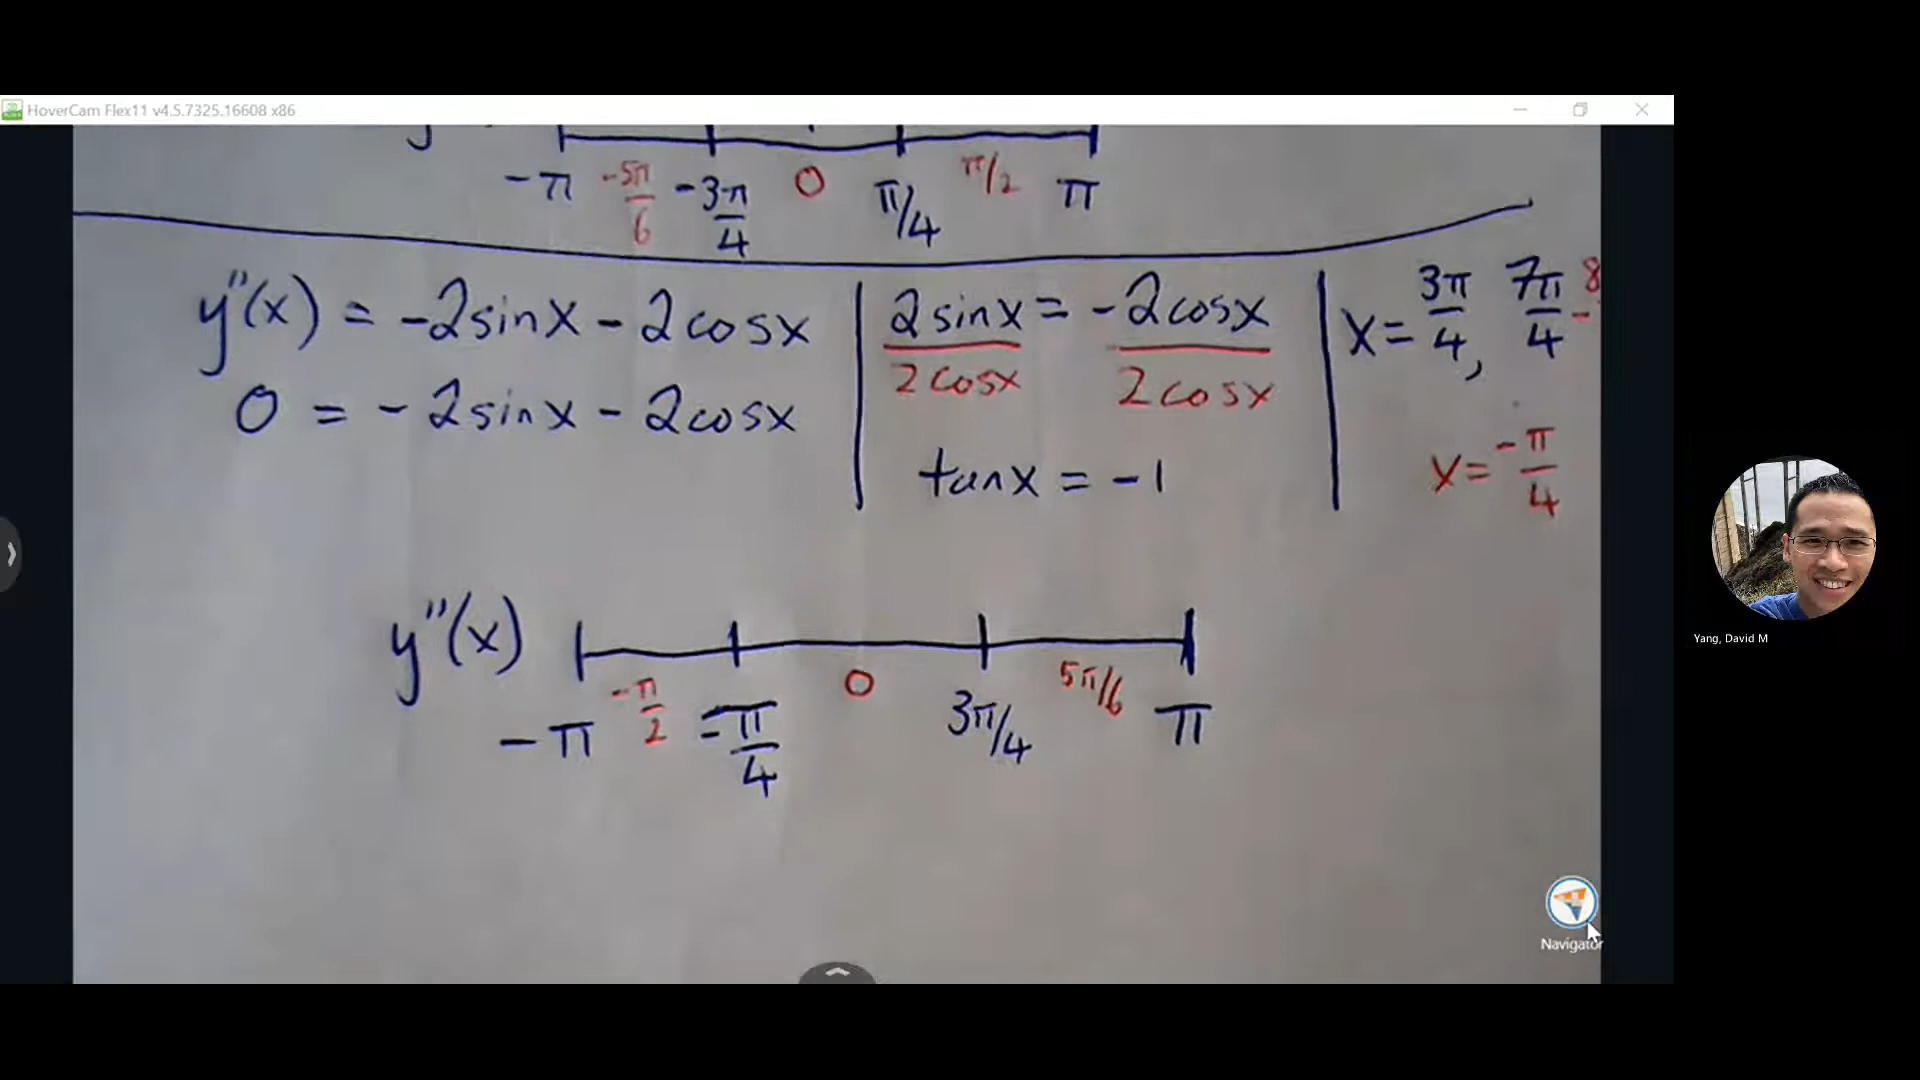 HoverCam Flex11 v4.5.7325.16608 x86
-π -5π/6 -3π/4 0 π/4 π/2 π
y''(x) = -2sinx - 2cosx
0 = -2sinx - 2cosx
2sinx = -2cosx
2cosx 2cosx
tanx = -1
x = 3π/4, 7π/4 - 8
x = -π/4
y''(x)
-π -π/2 -π/4 0 3π/4 5π/6 π
Navigator
Yang, David M